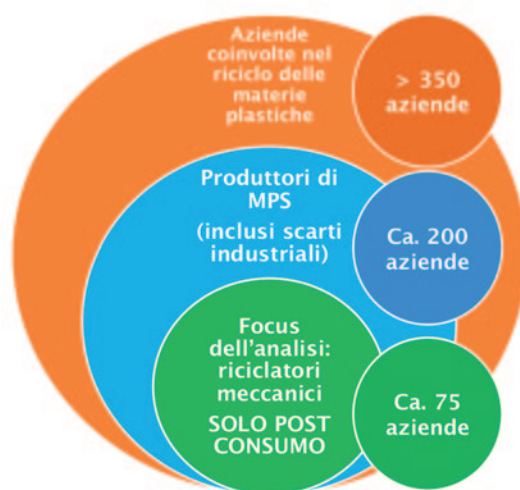 Aziende
coinvolte nel
riciclo delle
materie
plastiche
> 350
aziende
Produttori di
MPS
(inclusi scarti
industriali)
Ca. 200
aziende
Focus
dell'analisi:
riciclatori
meccanici
SOLO POST
CONSUMO
Ca. 75
aziende